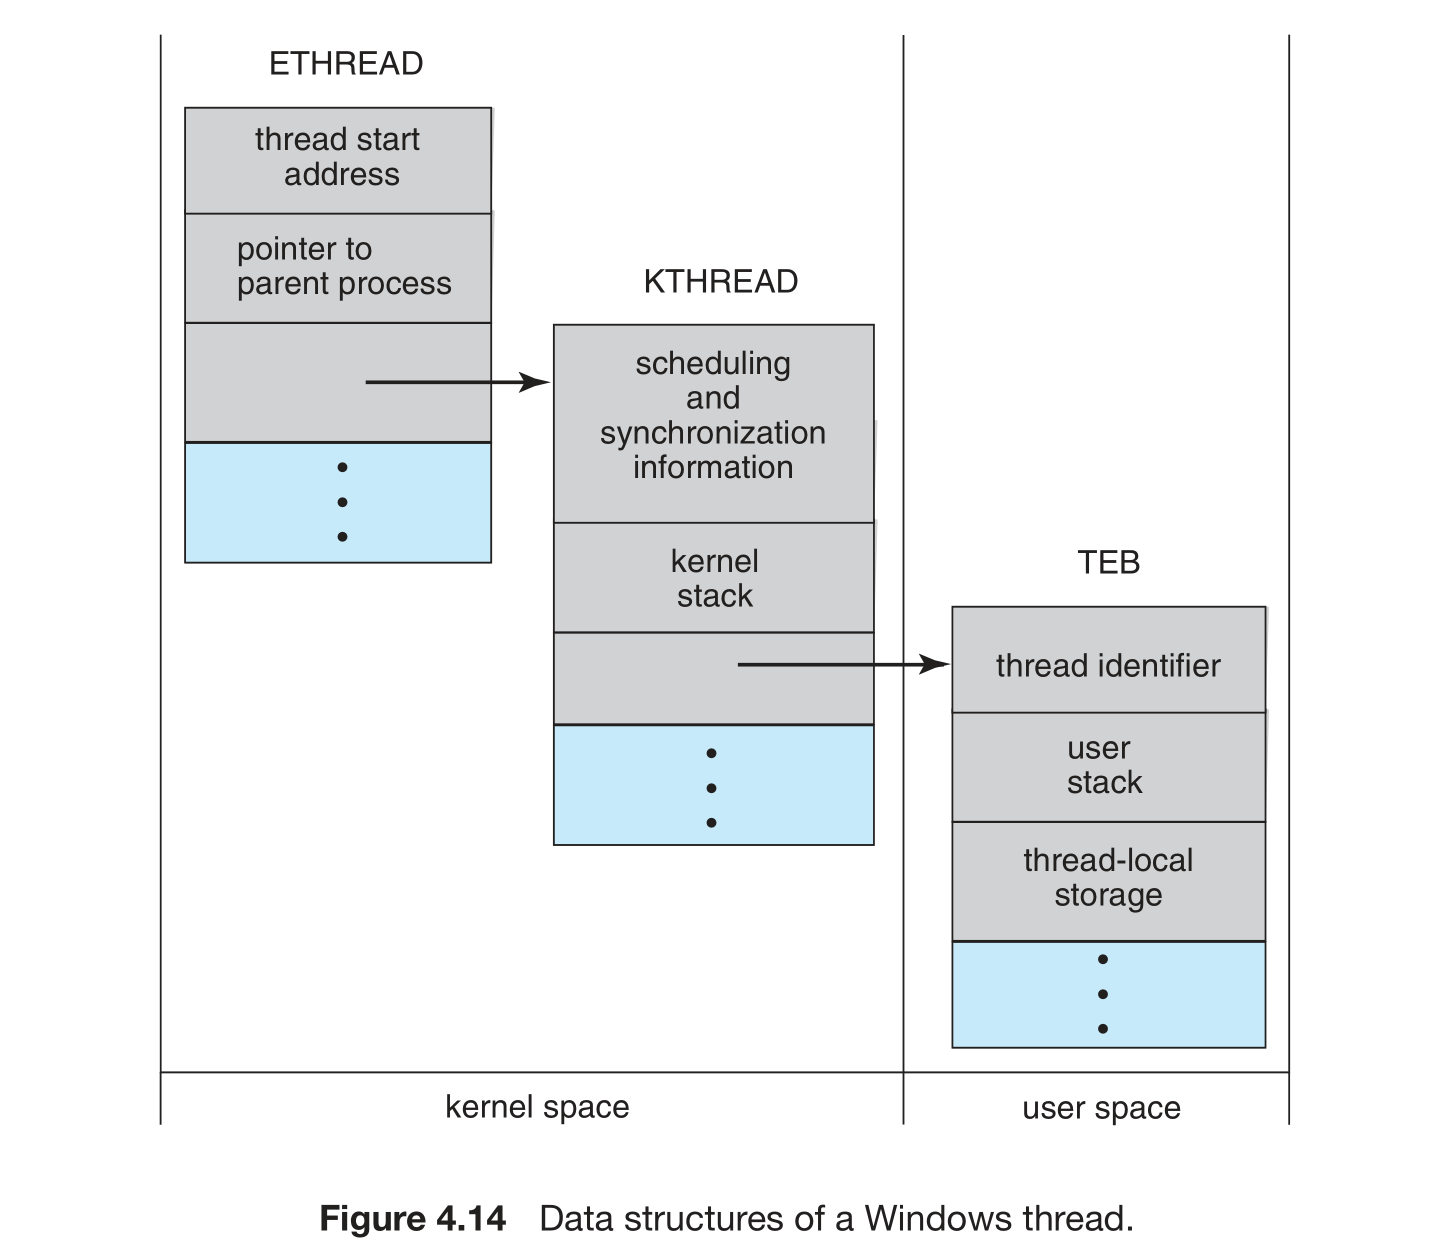 ETHREAD
thread start
address
pointer to
parent process
KTHREAD
scheduling
and
synchronization
information
kernel
stack
TEB
thread identifier
user
stack
thread-local
storage
kernel space
user space
Figure 4.14 Data structures of a Windows thread.